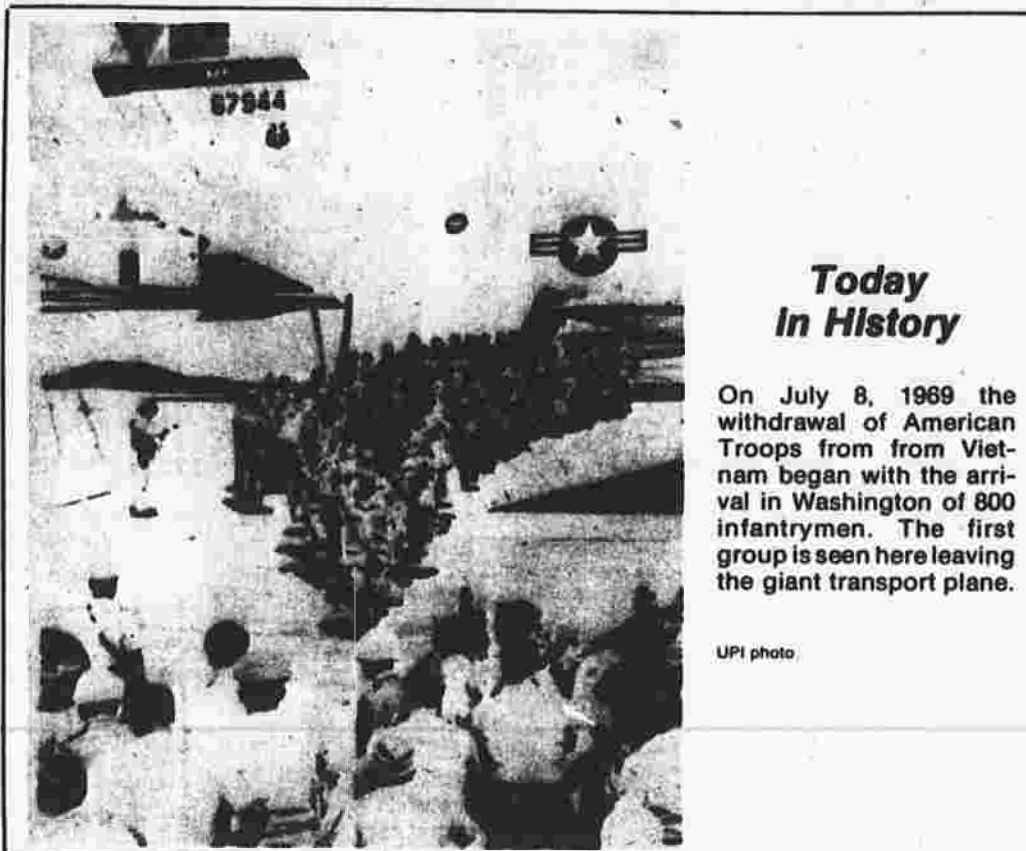 67944
Today
in History
On July 8, 1969 the
withdrawal of American
Troops from from Viet-
nam began with the arri-
val in Washington of 800
infantrymen. The first
group is seen here leaving
the giant transport plane.
UPI photo